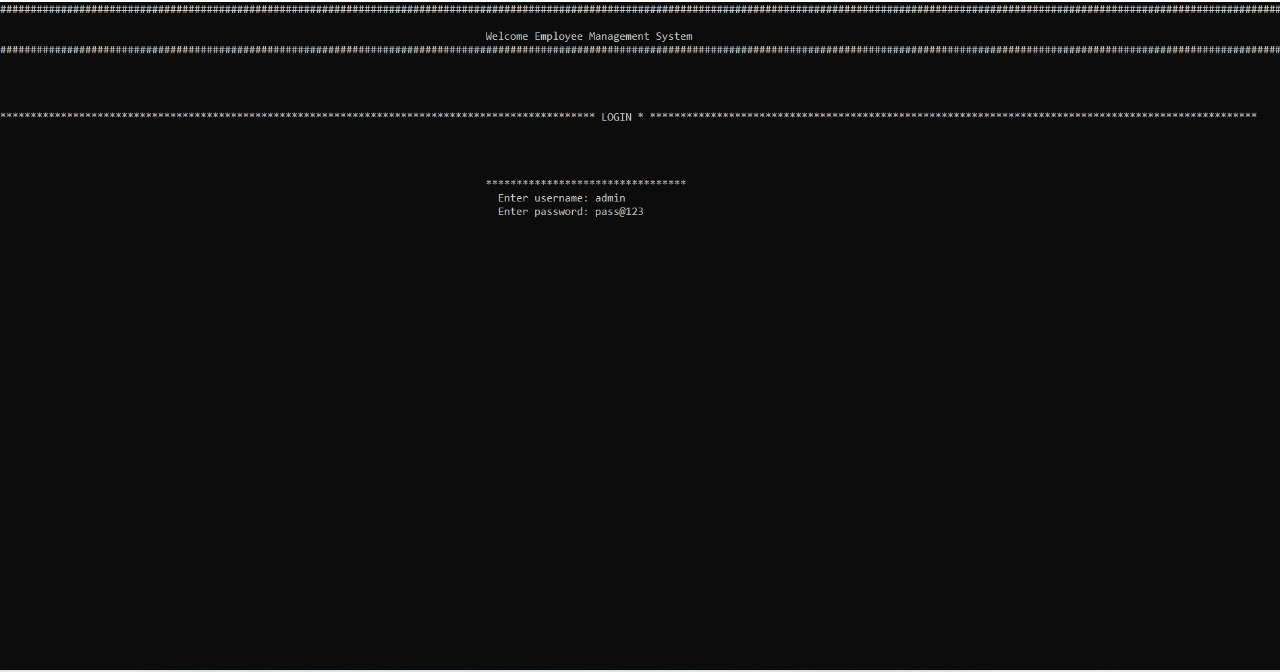 ####################################################################################################################################################################################################################
Welcome Employee Management System
####################################################################################################################################################################################################################
************************************************************************************************** LOGIN * ****************************************************************************************************
*********************************
Enter username: admin
Enter password: pass@123